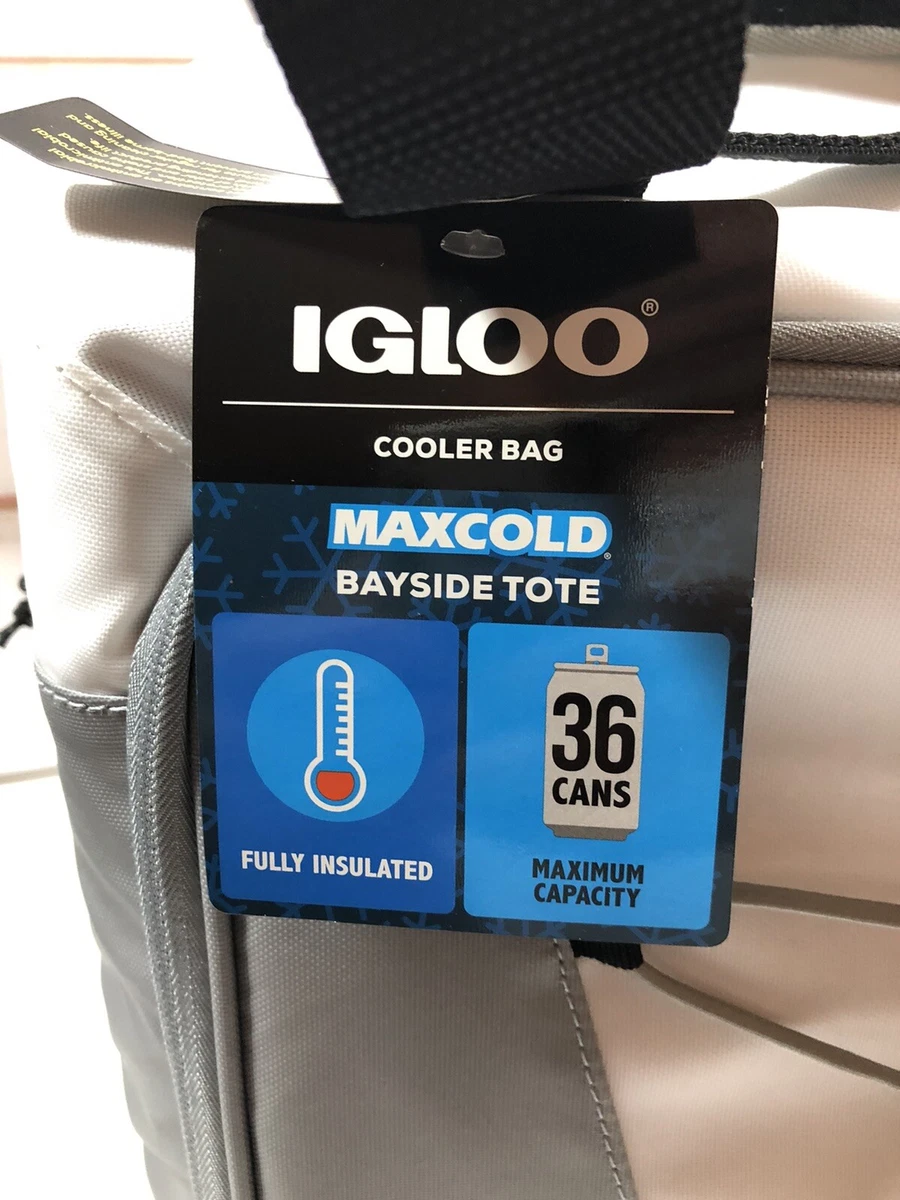 IGLOO®
COOLER BAG
MAXCOLD®
BAYSIDE TOTE
36
CANS
FULLY INSULATED
MAXIMUM
CAPACITY